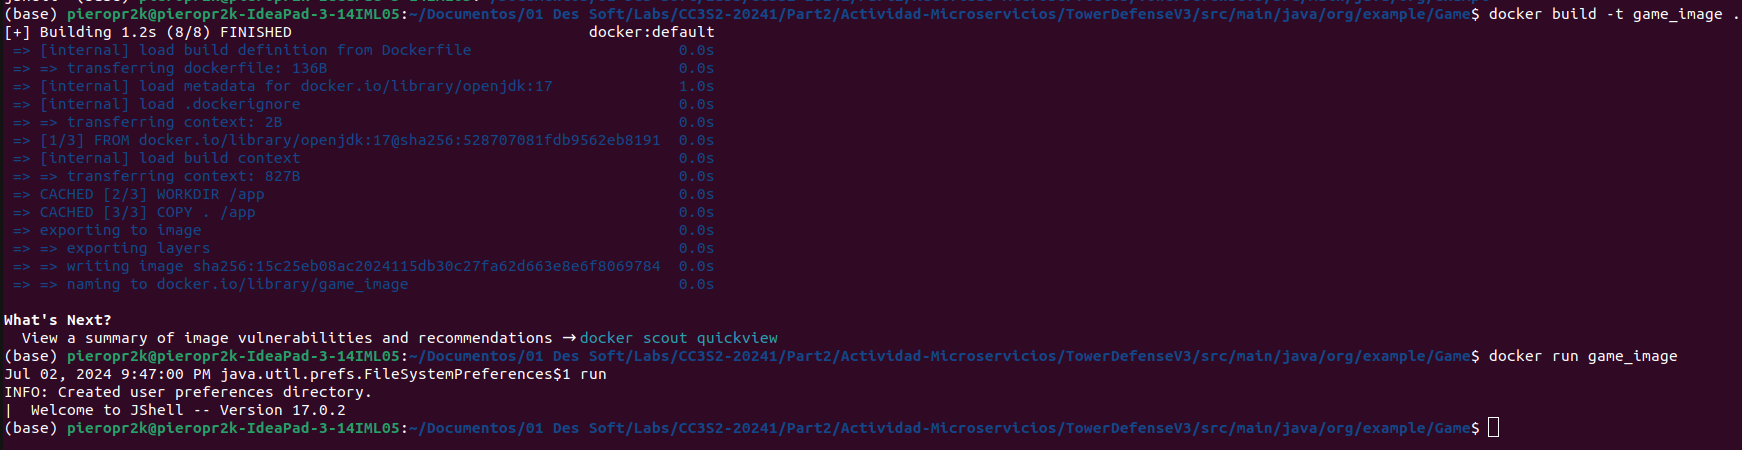 (base) pieropr2k@pieropr2k-IdeaPad-3-14IML05:~/Documentos/01 Des Soft/Labs/CC3S2-20241/Part2/Actividad-Microservicios/TowerDefenseV3/src/main/java/org/example/Game$ docker build -t game_image .
[+] Building 1.2s (8/8) FINISHED docker:default
=> [internal] load build definition from Dockerfile 0.0s
=> => transferring dockerfile: 136B 0.0s
=> [internal] load metadata for docker.io/library/openjdk:17 1.0s
=> [internal] load .dockerignore 0.0s
=> => transferring context: 2B 0.0s
=> [1/3] FROM docker.io/library/openjdk:17@sha256:528707081fdb9562eb8191 0.0s
=> [internal] load build context 0.0s
=> => transferring context: 827B 0.0s
=> CACHED [2/3] WORKDIR /app 0.0s
=> CACHED [3/3] COPY . /app 0.0s
=> exporting to image 0.0s
=> => exporting layers 0.0s
=> => writing image sha256:15c25eb08ac2024115db30c27fa62d663e8e6f8069784 0.0s
=> => naming to docker.io/library/game_image 0.0s
What's Next?
View a summary of image vulnerabilities and recommendations → docker scout quickview
(base) pieropr2k@pieropr2k-IdeaPad-3-14IML05:~/Documentos/01 Des Soft/Labs/CC3S2-20241/Part2/Actividad-Microservicios/TowerDefenseV3/src/main/java/org/example/Game$ docker run game_image
Jul 02, 2024 9:47:00 PM java.util.prefs.FileSystemPreferences$1 run
INFO: Created user preferences directory.
| Welcome to JShell -- Version 17.0.2
(base) pieropr2k@pieropr2k-IdeaPad-3-14IML05:~/Documentos/01 Des Soft/Labs/CC3S2-20241/Part2/Actividad-Microservicios/TowerDefenseV3/src/main/java/org/example/Game$